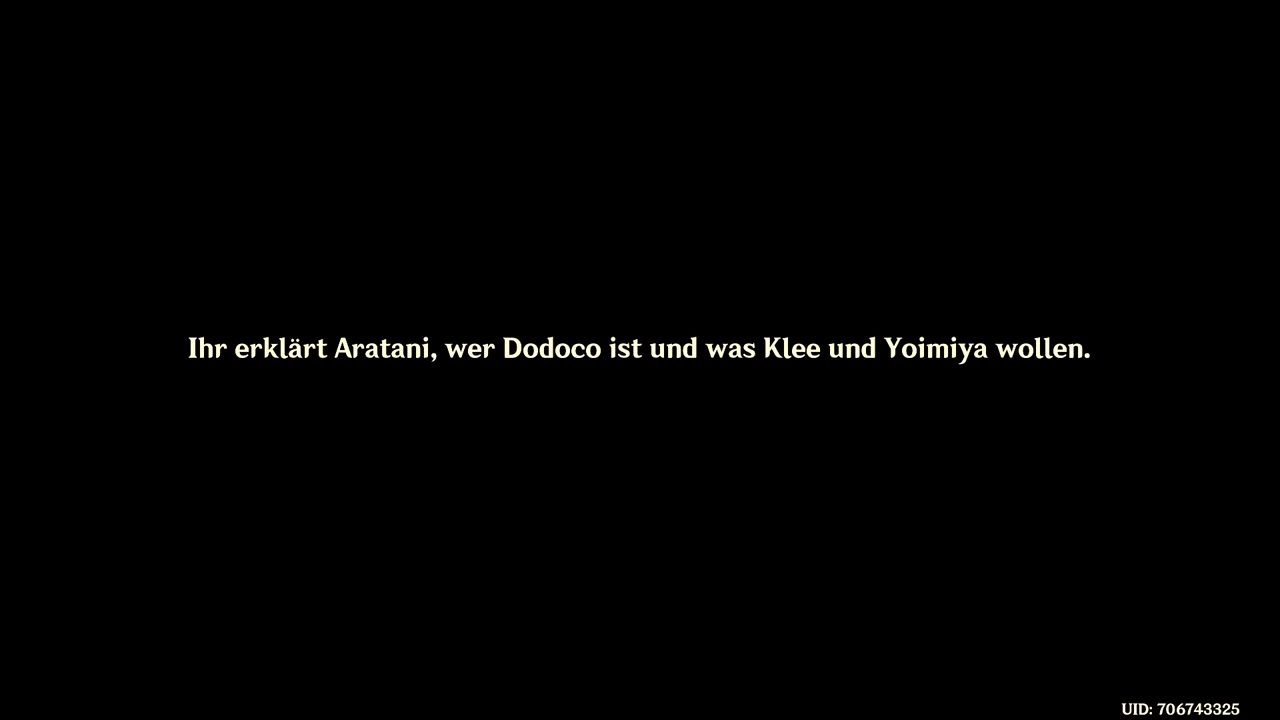 Ihr erklärt Aratani, wer Dodoco ist und was Klee und Yoimiya wollen.
UID: 706743325